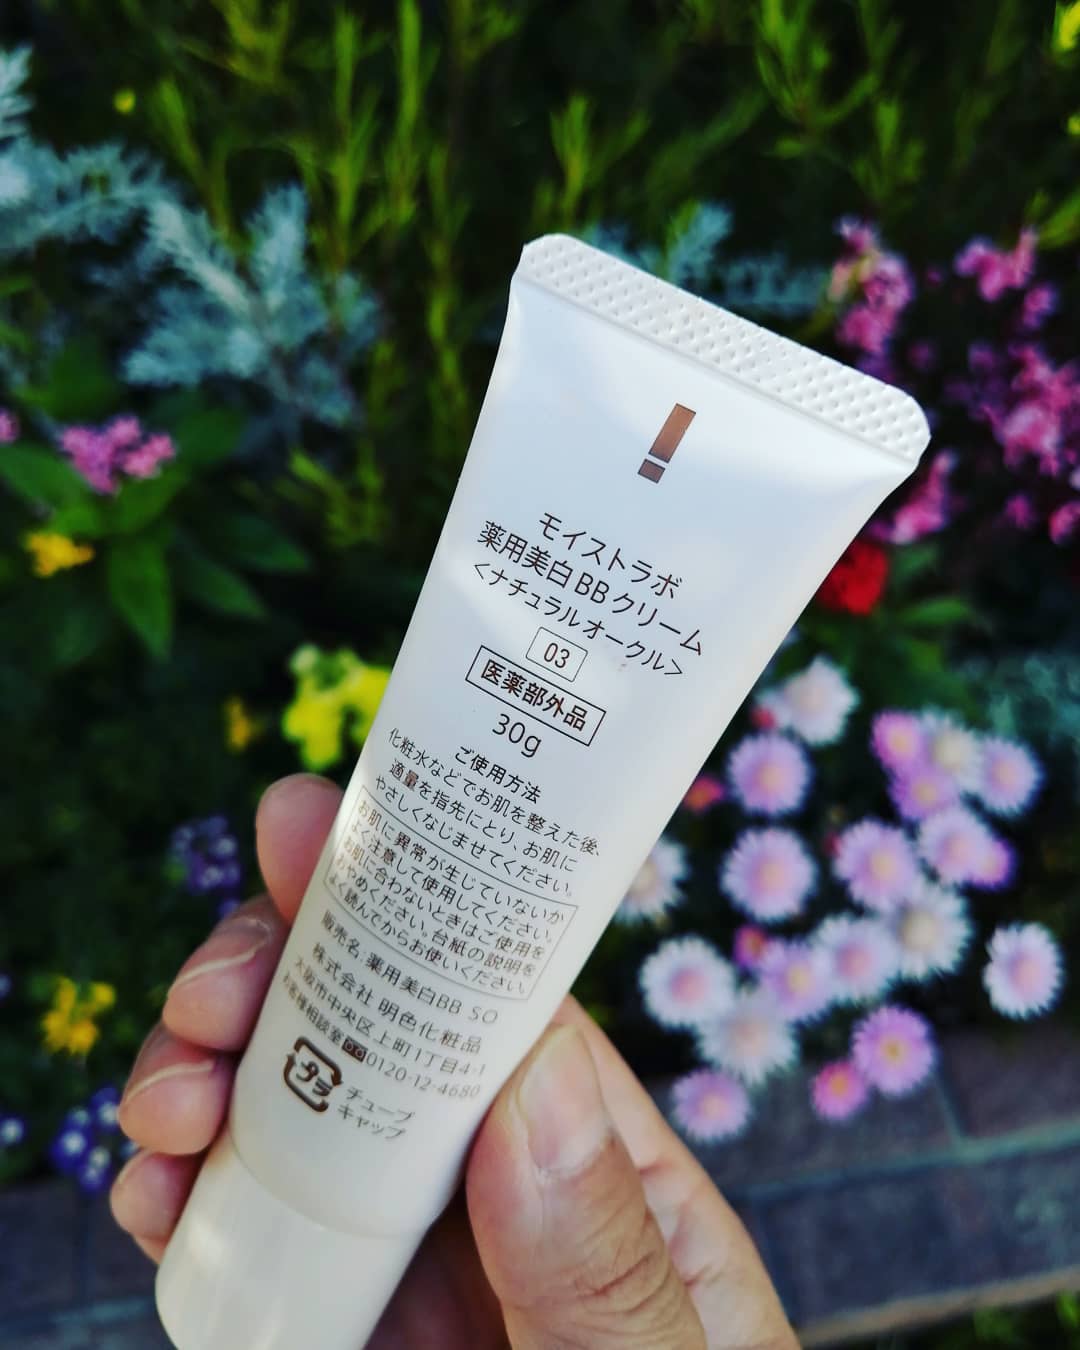 モイストラボ
薬用美白BBクリーム
<ナチュラルオークル>
03
医薬部外品
30g
ご使用方法
化粧水などでお肌を整えた後、
適量を指先にとり、お肌に
やさしくなじませてください。
お肌に異常が生じていないか
よく注意して使用してください。
お肌に合わないときはご使用を
おやめください。台紙の説明を
よく読んでからお使いください。
販売名:薬用美白BB SO
株式会社 明色化粧品
大阪市中央区上町1丁目4-1
お客様相談室 0120-12-4680
プラ
チューブ
キャップ